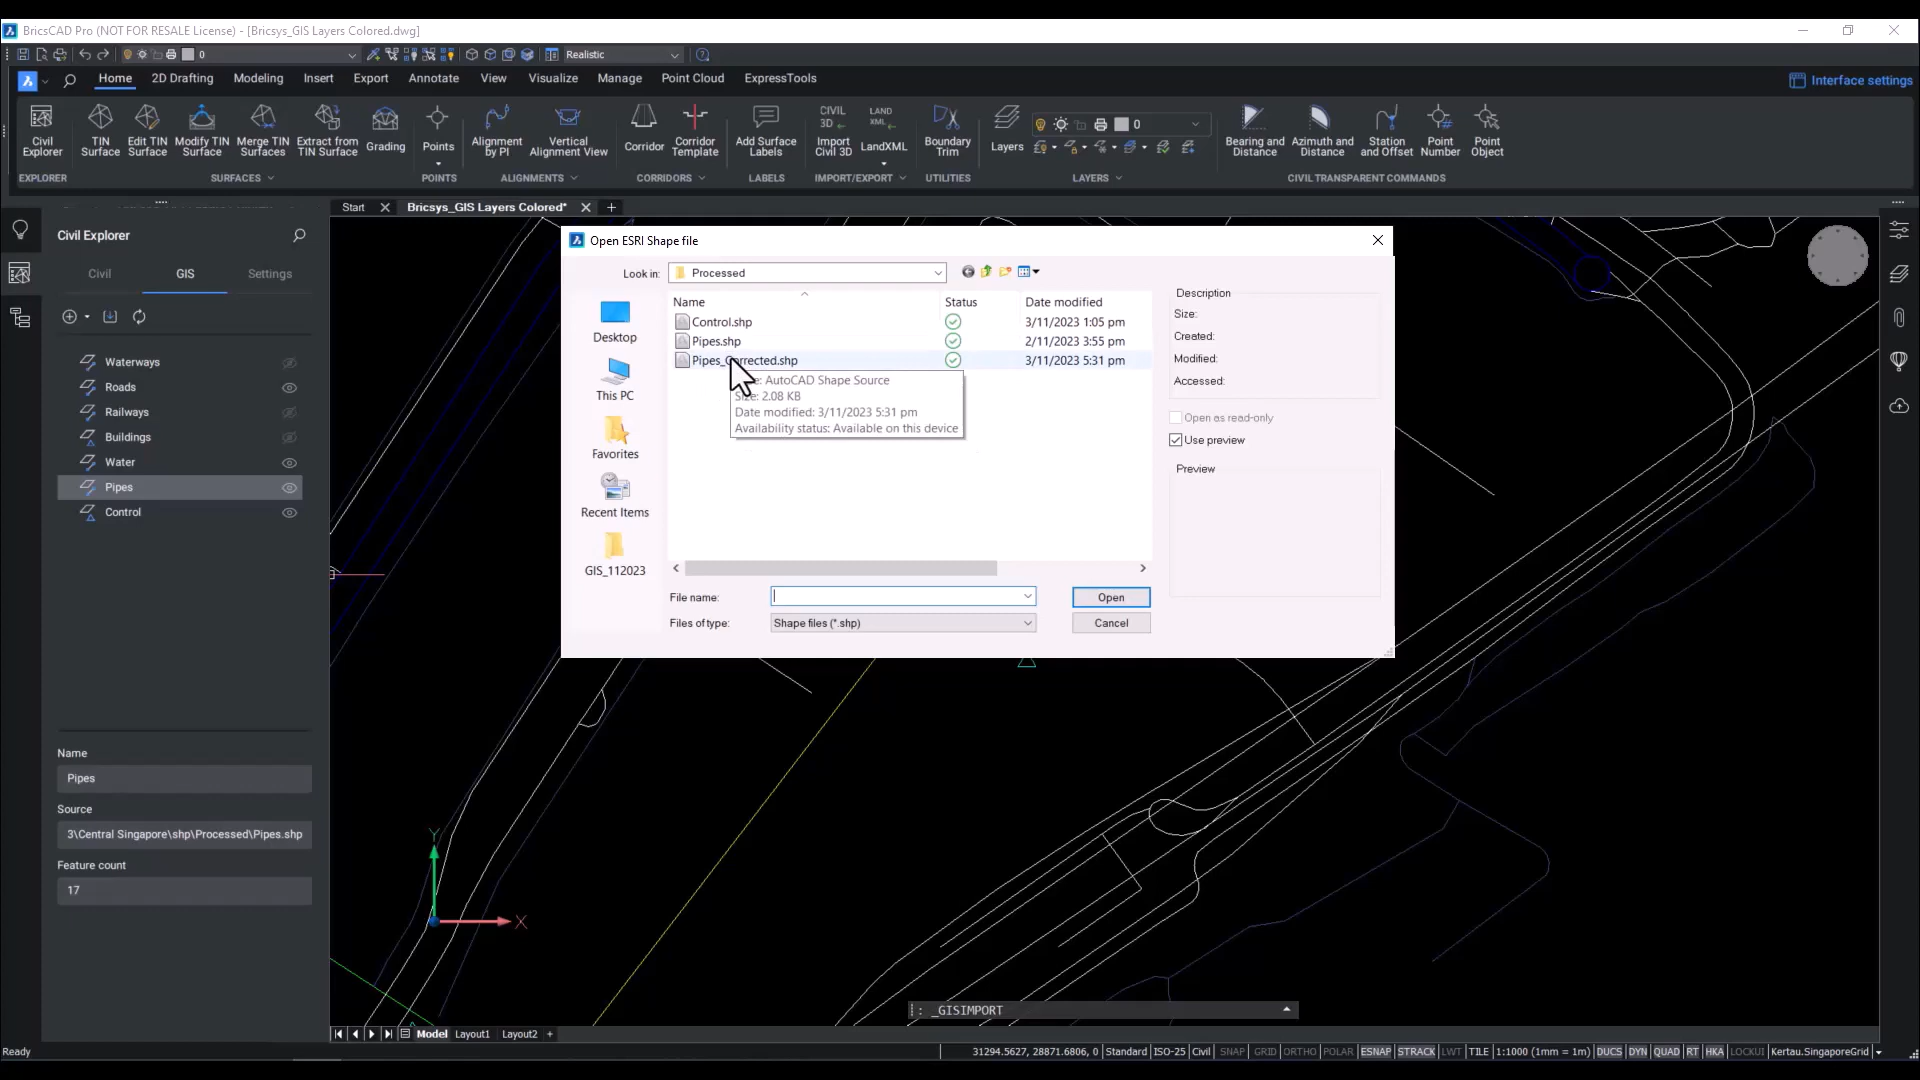 BricsCAD Pro (NOT FOR RESALE License) - [Bricsys_GIS Layers Colored.dwg]
0 Realistic
Home 2D Drafting Modeling Insert Export Annotate View Visualize Manage Point Cloud ExpressTools Interface settings
Civil Explorer
TIN Surface
Edit TIN Surface
Modify TIN Surface
Merge TIN Surfaces
Extract from TIN Surface
Grading
Points
Alignment by PI
Vertical Alignment View
Corridor
Corridor Template
Add Surface Labels
CIVIL 3D
Import Civil 3D
LAND XML
LandXML
Boundary Trim
Layers
0
Bearing and Distance
Azimuth and Distance
Station and Offset
Point Number
Point Object
EXPLORER SURFACES POINTS ALIGNMENTS CORRIDORS LABELS IMPORT/EXPORT UTILITIES LAYERS CIVIL TRANSPARENT COMMANDS
Start Bricsys_GIS Layers Colored*
Civil Explorer
Civil GIS Settings
Waterways
Roads
Railways
Buildings
Water
Pipes
Control
Name
Pipes
Source
3\Central Singapore\shp\Processed\Pipes.shp
Feature count
17
Open ESRI Shape file
Look in: Processed
Desktop
This PC
Favorites
Recent Items
GIS_112023
Name Status Date modified
Control.shp 3/11/2023 1:05 pm
Pipes.shp 2/11/2023 3:55 pm
Pipes_Corrected.shp 3/11/2023 5:31 pm
AutoCAD Shape Source
Size: 2.08 KB
Date modified: 3/11/2023 5:31 pm
Availability status: Available on this device
File name: Open
Files of type: Shape files (*.shp) Cancel
Description
Size:
Created:
Modified:
Accessed:
Open as read-only
Use preview
Preview
Y
X
: _GISIMPORT
Model Layout1 Layout2 +
Ready
31294.5627, 28871.6806, 0 Standard ISO-25 Civil SNAP GRID ORTHO POLAR ESNAP STRACK LWT TILE 1:1000 (1mm = 1m) DUCS DYN QUAD RT HKA LOCKUI Kertau.SingaporeGrid